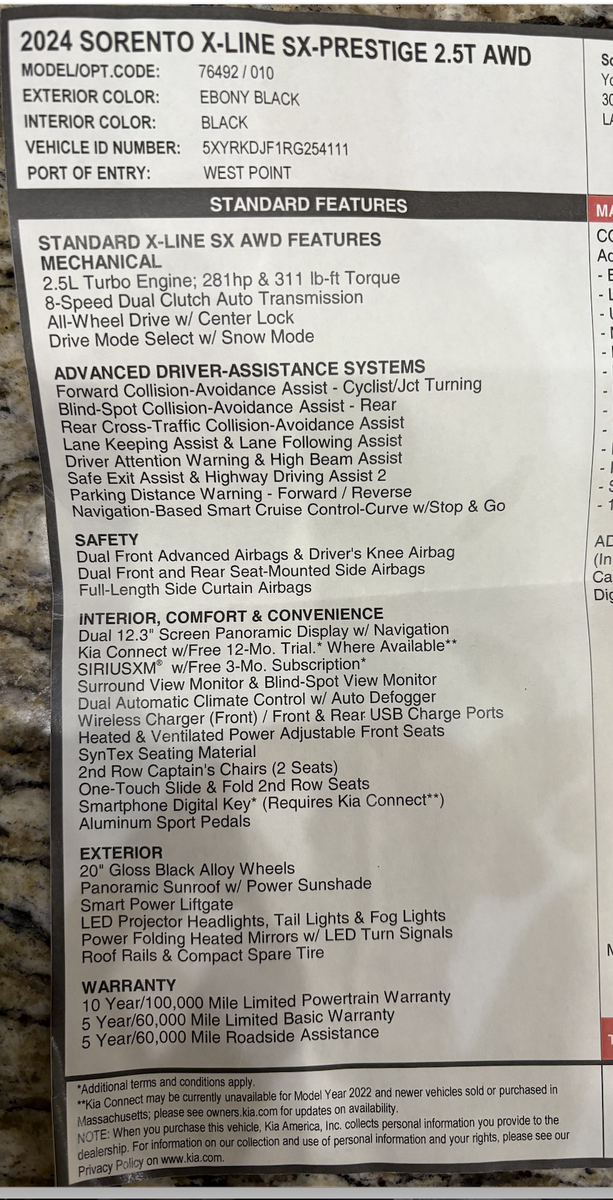 2024 SORENTO X-LINE SX-PRESTIGE 2.5T AWD
MODEL/OPT.CODE: 76492 / 010
EXTERIOR COLOR: EBONY BLACK
INTERIOR COLOR: BLACK
VEHICLE ID NUMBER: 5XYRKDJF1RG254111
PORT OF ENTRY: WEST POINT
STANDARD FEATURES
STANDARD X-LINE SX AWD FEATURES
MECHANICAL
2.5L Turbo Engine; 281hp & 311 lb-ft Torque
8-Speed Dual Clutch Auto Transmission
All-Wheel Drive w/ Center Lock
Drive Mode Select w/ Snow Mode
ADVANCED DRIVER-ASSISTANCE SYSTEMS
Forward Collision-Avoidance Assist - Cyclist/Jct Turning
Blind-Spot Collision-Avoidance Assist - Rear
Rear Cross-Traffic Collision-Avoidance Assist
Lane Keeping Assist & Lane Following Assist
Driver Attention Warning & High Beam Assist
Safe Exit Assist & Highway Driving Assist 2
Parking Distance Warning - Forward / Reverse
Navigation-Based Smart Cruise Control-Curve w/Stop & Go
SAFETY
Dual Front Advanced Airbags & Driver's Knee Airbag
Dual Front and Rear Seat-Mounted Side Airbags
Full-Length Side Curtain Airbags
INTERIOR, COMFORT & CONVENIENCE
Dual 12.3" Screen Panoramic Display w/ Navigation
Kia Connect w/Free 12-Mo. Trial.* Where Available**
SIRIUSXM® w/Free 3-Mo. Subscription*
Surround View Monitor & Blind-Spot View Monitor
Dual Automatic Climate Control w/ Auto Defogger
Wireless Charger (Front) / Front & Rear USB Charge Ports
Heated & Ventilated Power Adjustable Front Seats
SynTex Seating Material
2nd Row Captain's Chairs (2 Seats)
One-Touch Slide & Fold 2nd Row Seats
Smartphone Digital Key* (Requires Kia Connect**)
Aluminum Sport Pedals
EXTERIOR
20" Gloss Black Alloy Wheels
Panoramic Sunroof w/ Power Sunshade
Smart Power Liftgate
LED Projector Headlights, Tail Lights & Fog Lights
Power Folding Heated Mirrors w/ LED Turn Signals
Roof Rails & Compact Spare Tire
WARRANTY
10 Year/100,000 Mile Limited Powertrain Warranty
5 Year/60,000 Mile Limited Basic Warranty
5 Year/60,000 Mile Roadside Assistance
*Additional terms and conditions apply.
**Kia Connect may be currently unavailable for Model Year 2022 and newer vehicles sold or purchased in
Massachusetts; please see owners.kia.com for updates on availability.
NOTE: When you purchase this vehicle, Kia America, Inc. collects personal information you provide to the
dealership. For information on our collection and use of personal information and your rights, please see our
Privacy Policy on www.kia.com.